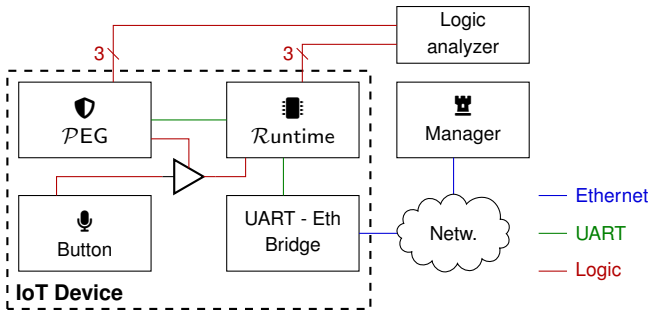 Logic
analyzer
3
3
𝒫EG
ℛuntime
Manager
Button
UART - Eth
Bridge
Netw.
IoT Device
Ethernet
UART
Logic